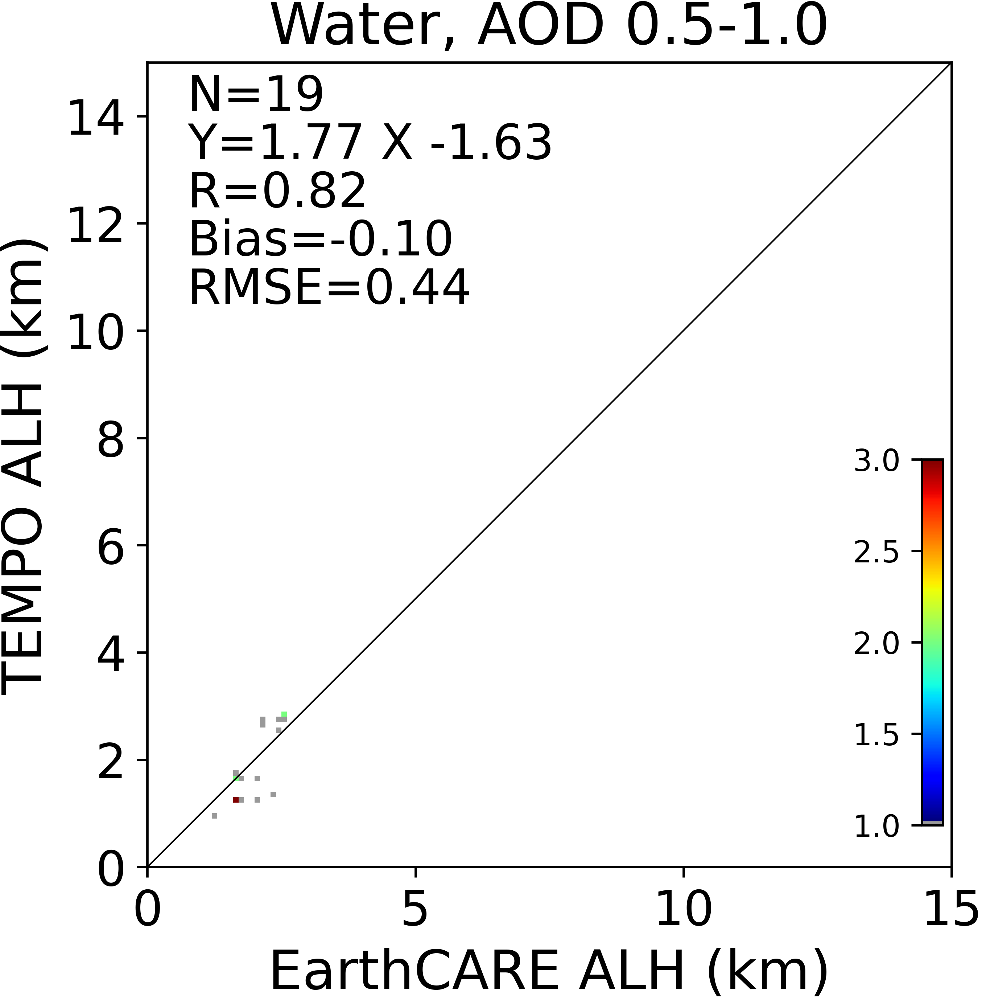 Water, AOD 0.5-1.0
N=19
Y=1.77 X -1.63
R=0.82
Bias=-0.10
RMSE=0.44
TEMPO ALH (km)
14
12
10
8
6
4
2
0
3.0
2.5
2.0
1.5
1.0
0 5 10 15
EarthCARE ALH (km)